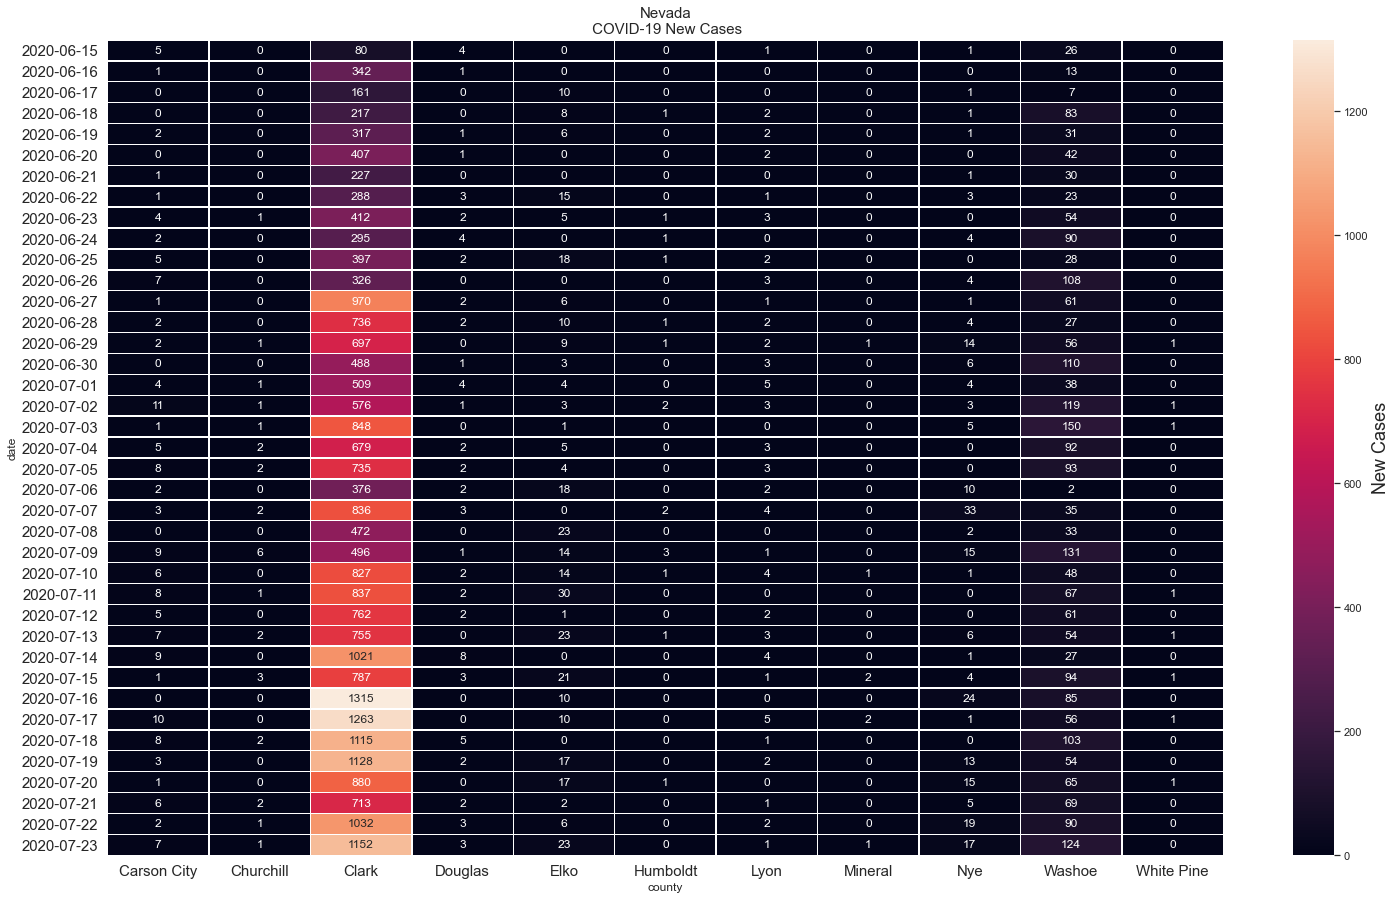 Nevada
COVID-19 New Cases
2020-06-15 5 0 80 4 0 0 1 0 1 26 0
2020-06-16 1 0 342 1 0 0 0 0 0 13 0
2020-06-17 0 0 161 0 10 0 0 0 1 7 0
2020-06-18 0 0 217 0 8 1 2 0 1 83 0
2020-06-19 2 0 317 1 6 0 2 0 1 31 0
2020-06-20 0 0 407 1 0 0 2 0 0 42 0
2020-06-21 1 0 227 0 0 0 0 0 1 30 0
2020-06-22 1 0 288 3 15 0 1 0 3 23 0
2020-06-23 4 1 412 2 5 1 3 0 0 54 0
2020-06-24 2 0 295 4 0 1 0 0 4 90 0
2020-06-25 5 0 397 2 18 1 2 0 0 28 0
2020-06-26 7 0 326 0 0 0 3 0 4 108 0
2020-06-27 1 0 970 2 6 0 1 0 1 61 0
2020-06-28 2 0 736 2 10 1 2 0 4 27 0
2020-06-29 2 1 697 0 9 1 2 1 14 56 1
2020-06-30 0 0 488 1 3 0 3 0 6 110 0
2020-07-01 4 1 509 4 4 0 5 0 4 38 0
2020-07-02 11 1 576 1 3 2 3 0 3 119 1
2020-07-03 1 1 848 0 1 0 0 0 5 150 1
2020-07-04 5 2 679 2 5 0 3 0 0 92 0
2020-07-05 8 2 735 2 4 0 3 0 0 93 0
2020-07-06 2 0 376 2 18 0 2 0 10 2 0
2020-07-07 3 2 836 3 0 2 4 0 33 35 0
2020-07-08 0 0 472 0 23 0 0 0 2 33 0
2020-07-09 9 6 496 1 14 3 1 0 15 131 0
2020-07-10 6 0 827 2 14 1 4 1 1 48 0
2020-07-11 8 1 837 2 30 0 0 0 0 67 1
2020-07-12 5 0 762 2 1 0 2 0 0 61 0
2020-07-13 7 2 755 0 23 1 3 0 6 54 1
2020-07-14 9 0 1021 8 0 0 4 0 1 27 0
2020-07-15 1 3 787 3 21 0 1 2 4 94 1
2020-07-16 0 0 1315 0 10 0 0 0 24 85 0
2020-07-17 10 0 1263 0 10 0 5 2 1 56 1
2020-07-18 8 2 1115 5 0 0 1 0 0 103 0
2020-07-19 3 0 1128 2 17 0 2 0 13 54 0
2020-07-20 1 0 880 0 17 1 0 0 15 65 1
2020-07-21 6 2 713 2 2 0 1 0 5 69 0
2020-07-22 2 1 1032 3 6 0 2 0 19 90 0
2020-07-23 7 1 1152 3 23 0 1 1 17 124 0
Carson City Churchill Clark Douglas Elko Humboldt Lyon Mineral Nye Washoe White Pine
county
date
1200
1000
800
600
400
200
0
New Cases